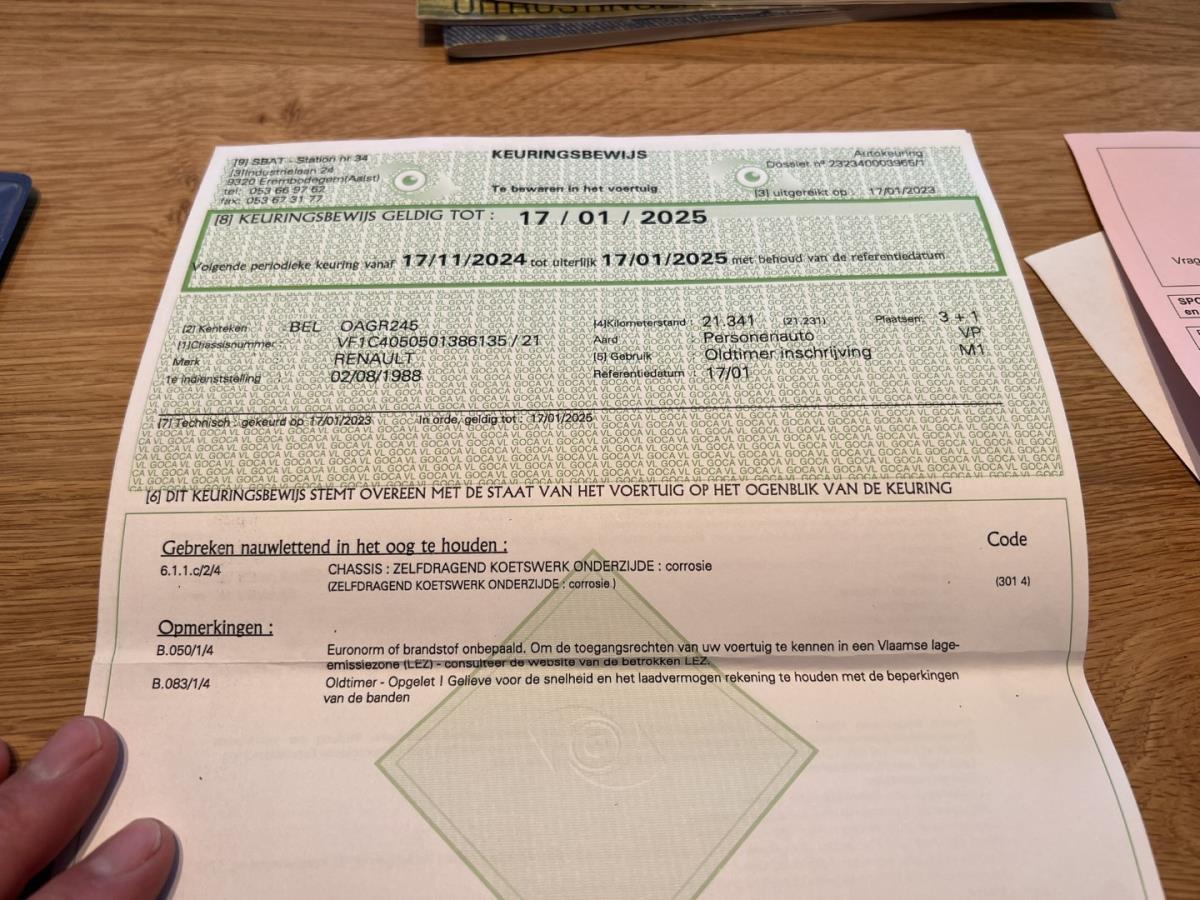 UITRUSTING
[9] SBAT - Station nr 34
[3]Industrielaan 24
9320 Erembodegem(Aalst)
tel: 053 66 97 62
fax: 053 67 31 77
KEURINGSBEWIJS
Te bewaren in het voertuig
Autokeuring
Dossier n° 232340003966/1
[3] uitgereikt op : 17/01/2023
[8] KEURINGSBEWIJS GELDIG TOT : 17 / 01 / 2025
Volgende periodieke keuring vanaf 17/11/2024 tot uiterlijk 17/01/2025 met behoud van de referentiedatum
[2] Kenteken : BEL OAGR245
[1]Chassisnummer : VF1C4050501386135 / 21
Merk : RENAULT
1e indienststelling : 02/08/1988
[4]Kilometerstand : 21.341 (21.231) Plaatsen: 3 + 1
Aard : Personenauto VP
[5] Gebruik : Oldtimer inschrijving M1
Referentiedatum : 17/01
[7] Technisch : gekeurd op 17/01/2023 In orde, geldig tot : 17/01/2025
[6] DIT KEURINGSBEWIJS STEMT OVEREEN MET DE STAAT VAN HET VOERTUIG OP HET OGENBLIK VAN DE KEURING
Gebreken nauwlettend in het oog te houden : Code
6.1.1.c/2/4 CHASSIS : ZELFDRAGEND KOETSWERK ONDERZIJDE : corrosie
(ZELFDRAGEND KOETSWERK ONDERZIJDE : corrosie ) (301 4)
Opmerkingen :
B.050/1/4 Euronorm of brandstof onbepaald. Om de toegangsrechten van uw voertuig te kennen in een Vlaamse lage-
emissiezone (LEZ) - consulteer de website van de betrokken LEZ.
B.083/1/4 Oldtimer - Opgelet ! Gelieve voor de snelheid en het laadvermogen rekening te houden met de beperkingen
van de banden
Vrag
SPO
en